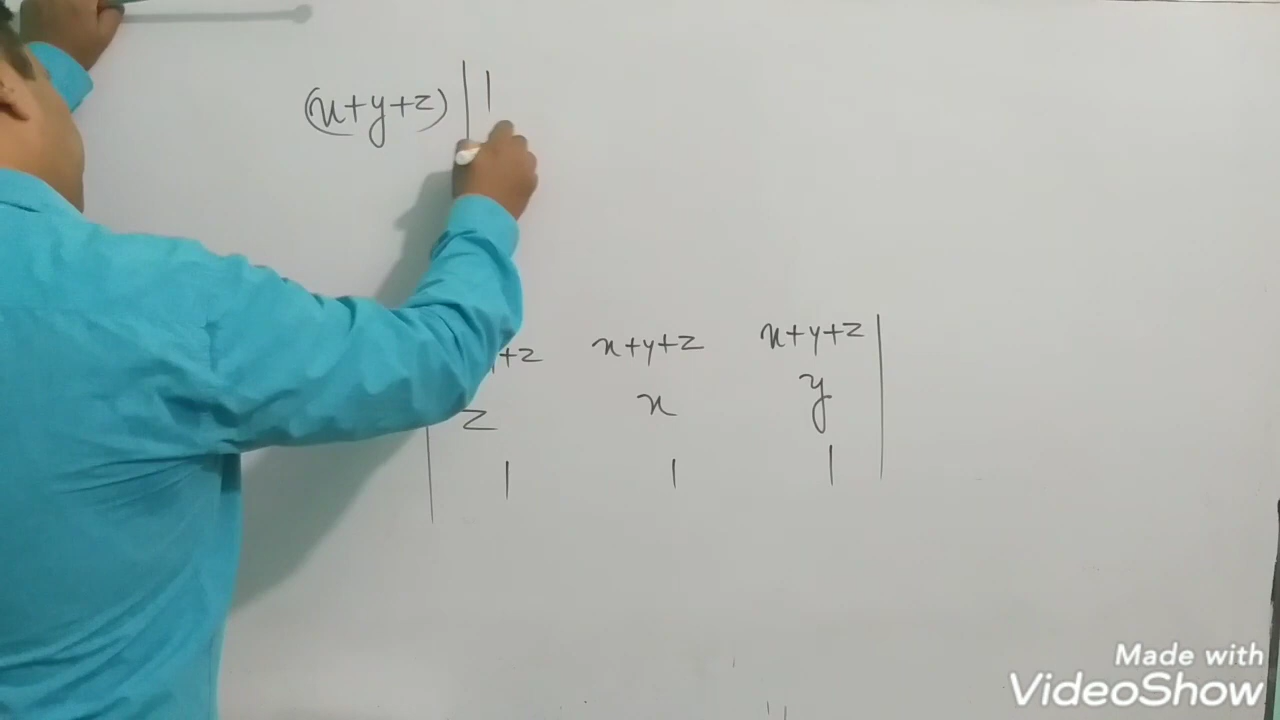 (x+y+z) | 1
+z x+y+z x+y+z |
| z x y
1 1 1
Made with
VideoShow